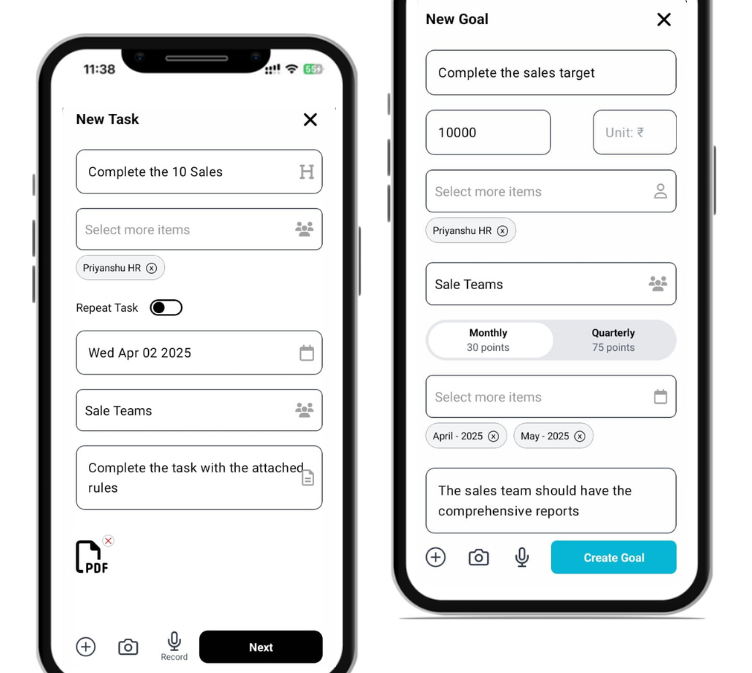 11:38
55
New Task
Complete the 10 Sales
H
Select more items
Priyanshu HR
Repeat Task
Wed Apr 02 2025
Sale Teams
Complete the task with the attached
rules
PDF
Record
Next
New Goal
Complete the sales target
10000
Unit: ₹
Select more items
Priyanshu HR
Sale Teams
Monthly
Quarterly
30 points
75 points
Select more items
April - 2025
May - 2025
The sales team should have the
comprehensive reports
Create Goal